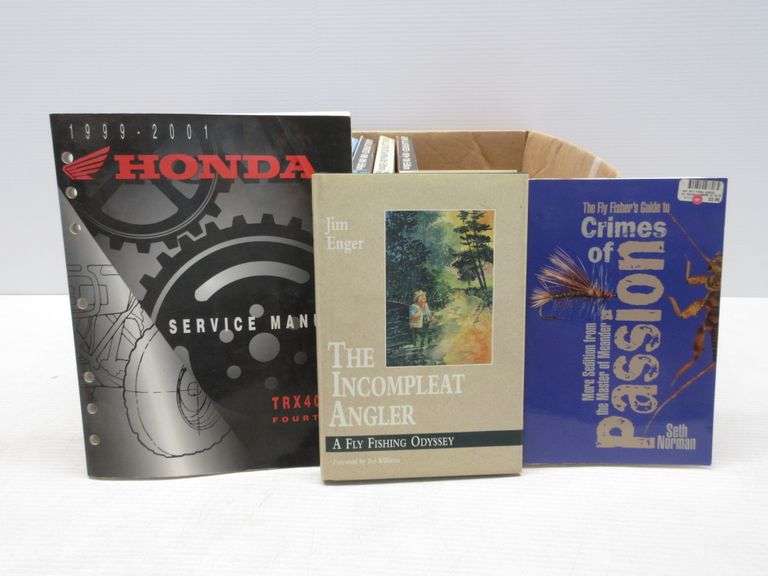 1999-2001
HONDA
SERVICE MANU
TRX40
FOURT
Jim
Enger
THE
INCOMPLEAT
ANGLER
A FLY FISHING ODYSSEY
The Fly Fisher's Guide to
Crimes
of
Passion
More Sedition from
the Master of Meander
Seth
Norman